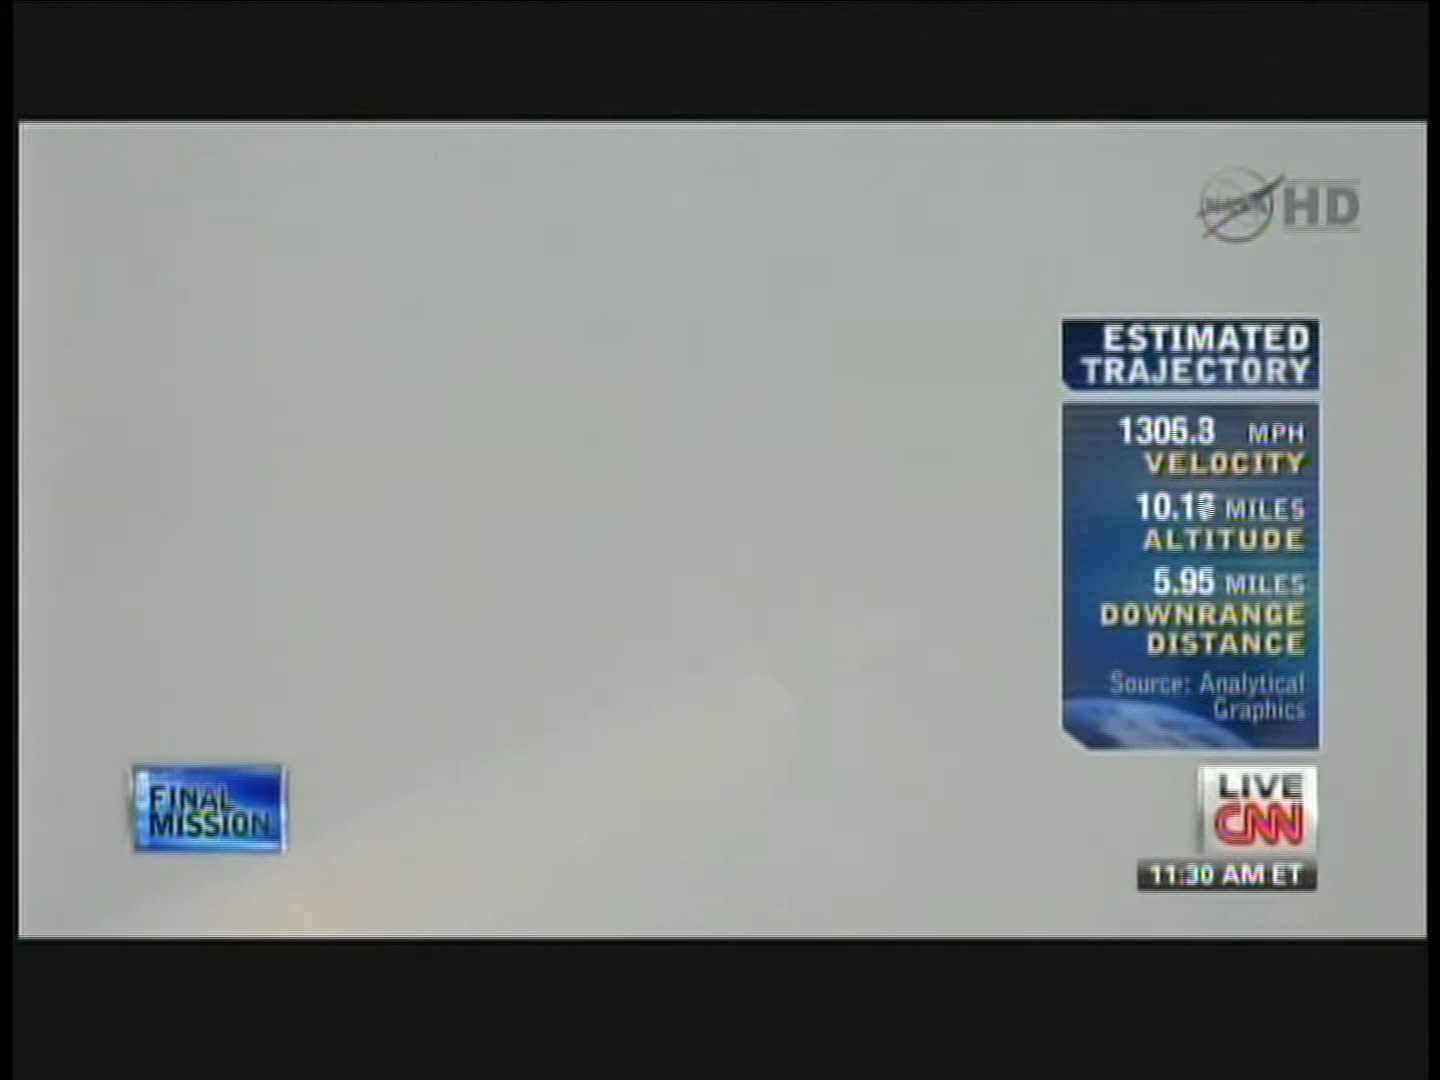 HD
ESTIMATED
TRAJECTORY
1306.3 MPH
VELOCITY
MILES
ALTITUDE
5.95 MILES
DOWNRANGE
DISTANCE
Source: Analytical
Graphics
FINAL
MISSION
LIVE
CNN
11:30 AM ET